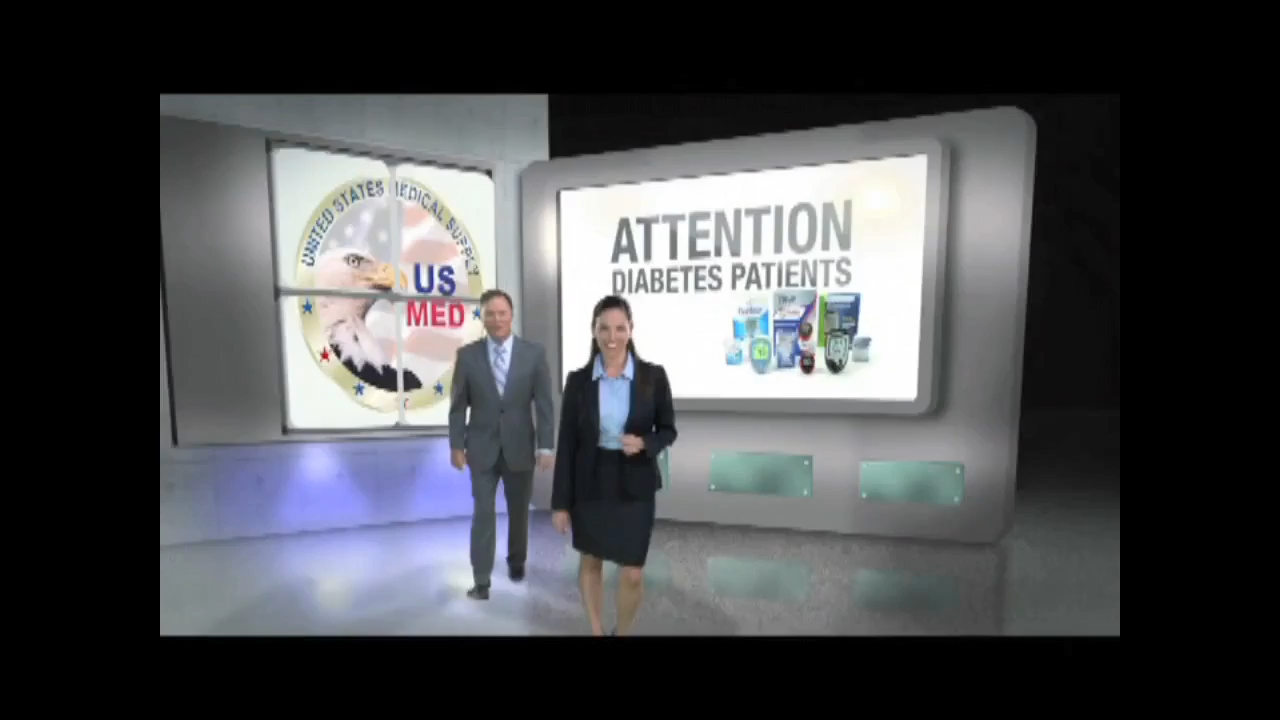 UNITED STATES MEDICAL SUPPLY
US
MED
ATTENTION
DIABETES PATIENTS